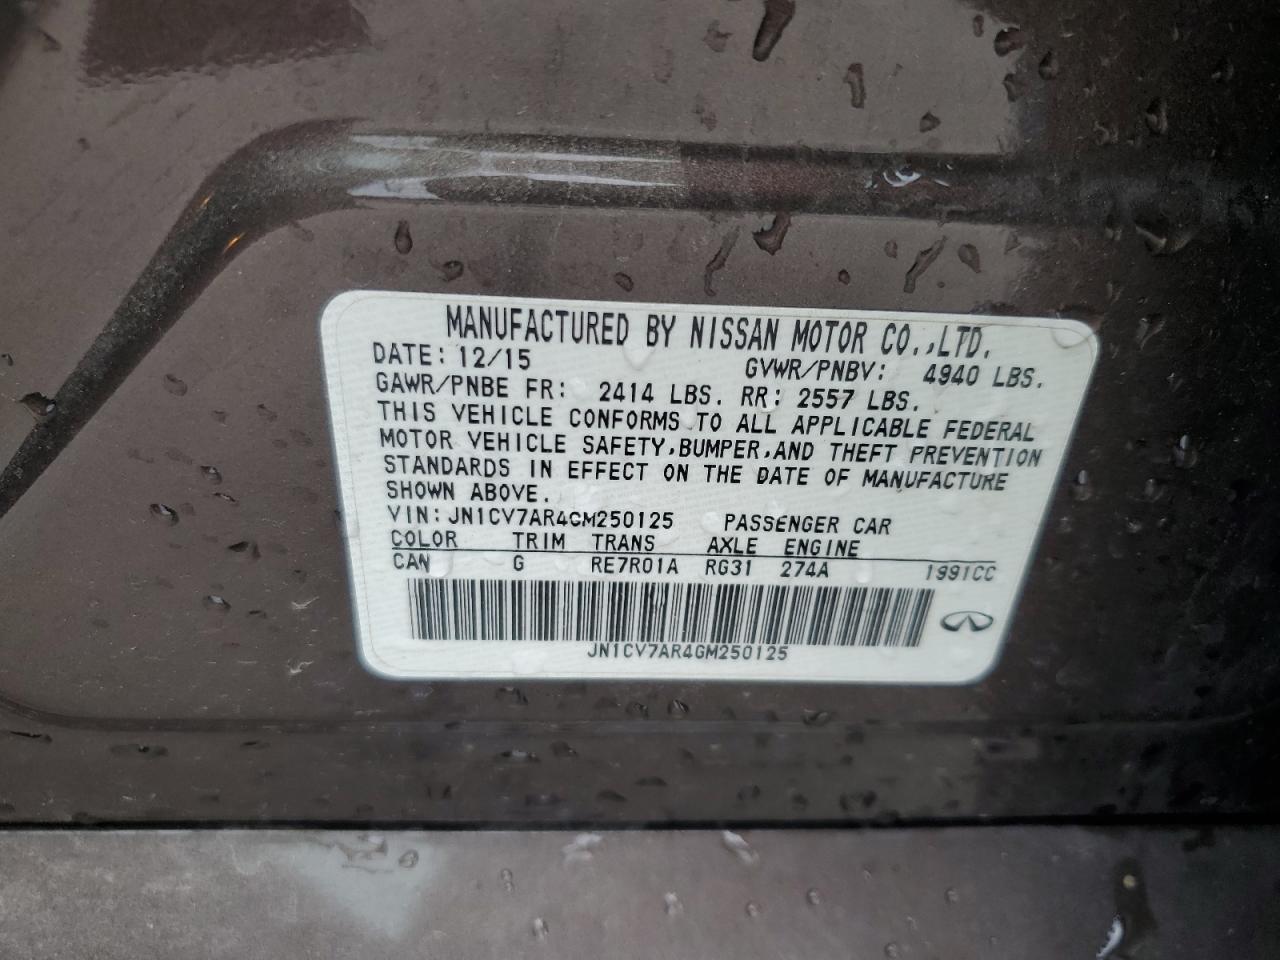 MANUFACTURED BY NISSAN MOTOR CO.,LTD.
DATE: 12/15 GVWR/PNBV: 4940 LBS.
GAWR/PNBE FR: 2414 LBS. RR: 2557 LBS.
THIS VEHICLE CONFORMS TO ALL APPLICABLE FEDERAL
MOTOR VEHICLE SAFETY,BUMPER,AND THEFT PREVENTION
STANDARDS IN EFFECT ON THE DATE OF MANUFACTURE
SHOWN ABOVE.
VIN: JN1CV7AR4GM250125 PASSENGER CAR
COLOR TRIM TRANS AXLE ENGINE
CAN G RE7R01A RG31 274A 1991CC
JN1CV7AR4GM250125